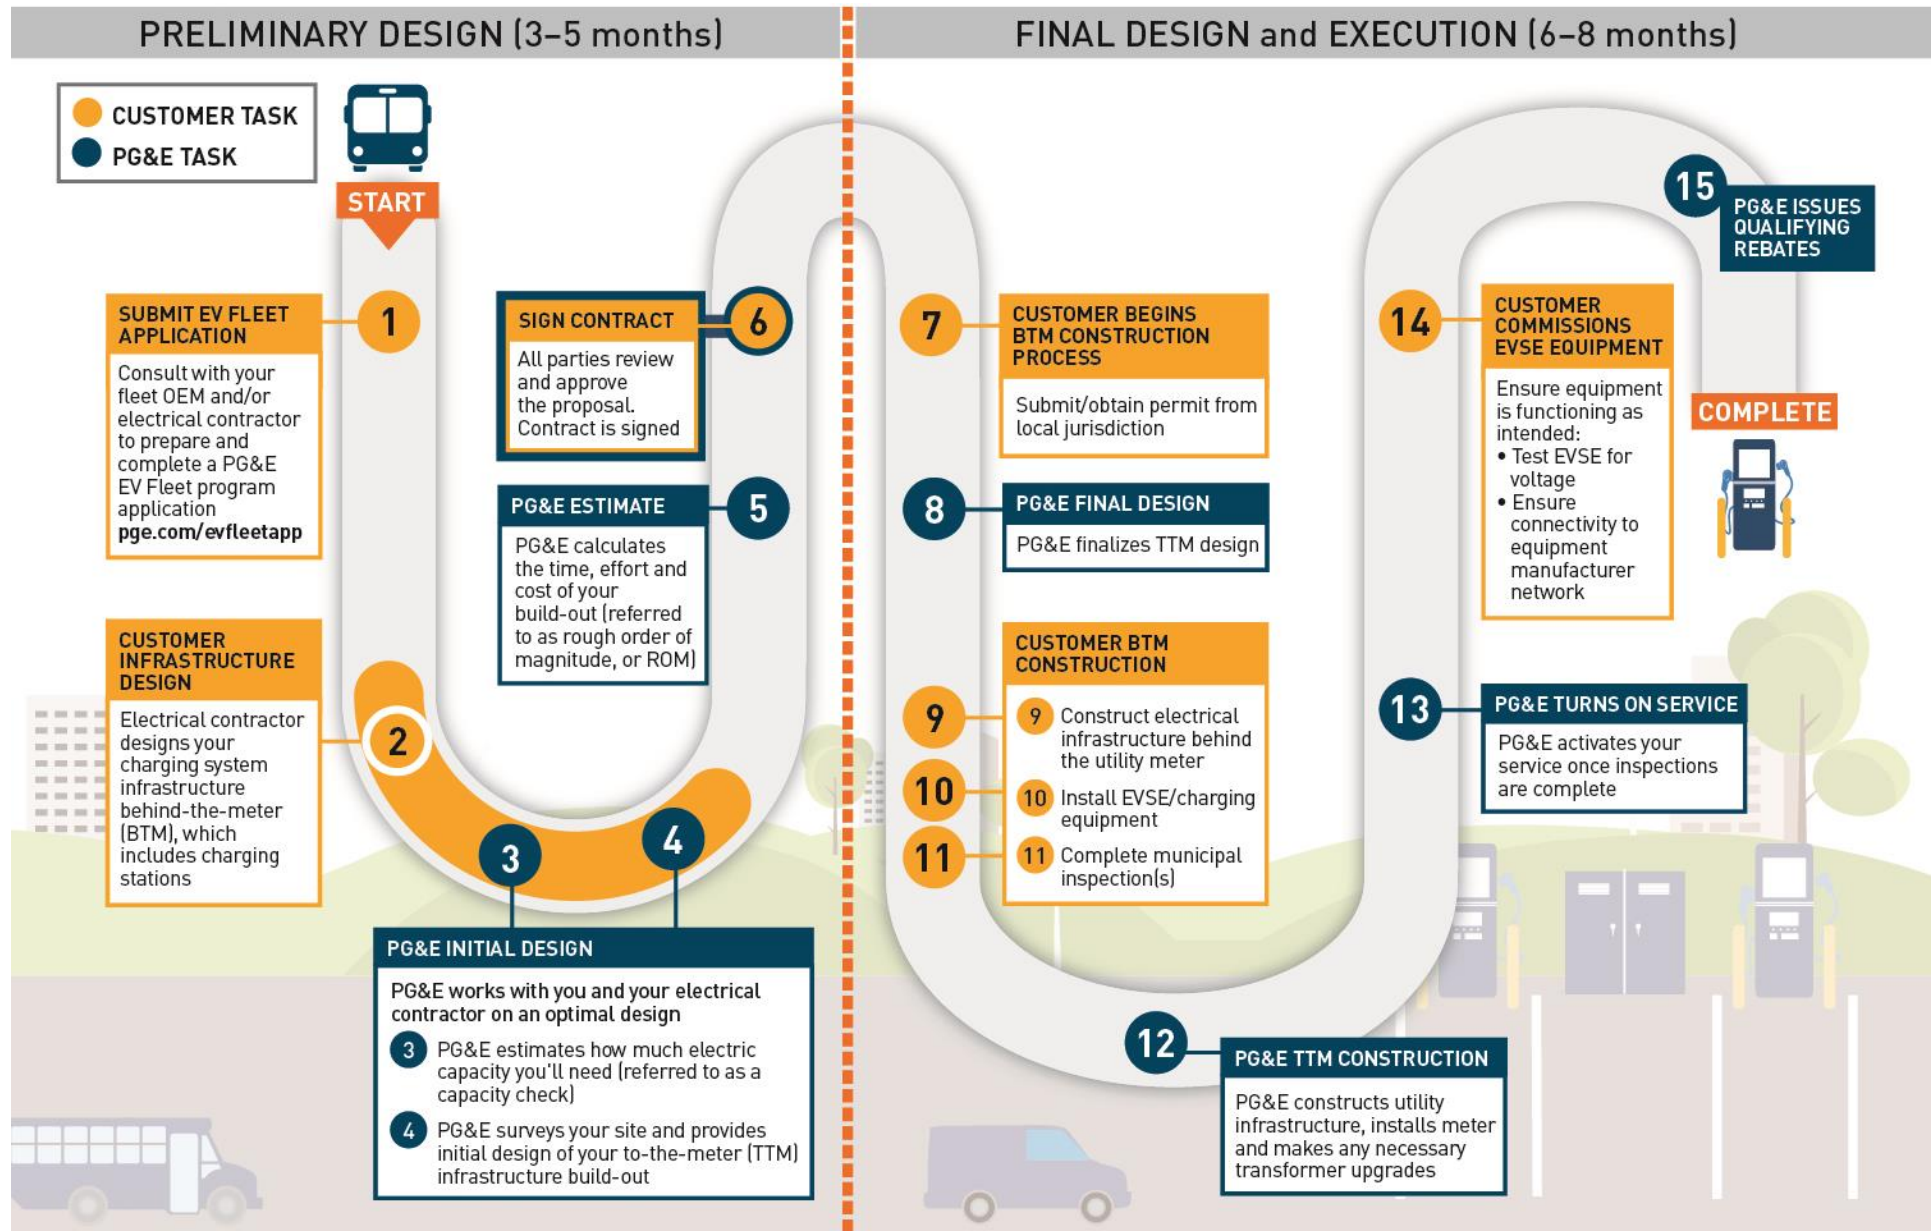 PRELIMINARY DESIGN (3–5 months)
FINAL DESIGN and EXECUTION (6–8 months)
CUSTOMER TASK
PG&E TASK
START
1
SUBMIT EV FLEET
APPLICATION
Consult with your
fleet OEM and/or
electrical contractor
to prepare and
complete a PG&E
EV Fleet program
application
pge.com/evfleetapp
2
CUSTOMER
INFRASTRUCTURE
DESIGN
Electrical contractor
designs your
charging system
infrastructure
behind-the-meter
(BTM), which
includes charging
stations
3
4
PG&E INITIAL DESIGN
PG&E works with you and your electrical
contractor on an optimal design
3 PG&E estimates how much electric
capacity you'll need (referred to as a
capacity check)
4 PG&E surveys your site and provides
initial design of your to-the-meter (TTM)
infrastructure build-out
5
PG&E ESTIMATE
PG&E calculates
the time, effort and
cost of your
build-out (referred
to as rough order of
magnitude, or ROM)
6
SIGN CONTRACT
All parties review
and approve
the proposal.
Contract is signed
7
CUSTOMER BEGINS
BTM CONSTRUCTION
PROCESS
Submit/obtain permit from
local jurisdiction
8
PG&E FINAL DESIGN
PG&E finalizes TTM design
CUSTOMER BTM
CONSTRUCTION
9
9 Construct electrical
infrastructure behind
the utility meter
10
10 Install EVSE/charging
equipment
11
11 Complete municipal
inspection(s)
12
PG&E TTM CONSTRUCTION
PG&E constructs utility
infrastructure, installs meter
and makes any necessary
transformer upgrades
13
PG&E TURNS ON SERVICE
PG&E activates your
service once inspections
are complete
14
CUSTOMER
COMMISSIONS
EVSE EQUIPMENT
Ensure equipment
is functioning as
intended:
• Test EVSE for
voltage
• Ensure
connectivity to
equipment
manufacturer
network
15
PG&E ISSUES
QUALIFYING
REBATES
COMPLETE